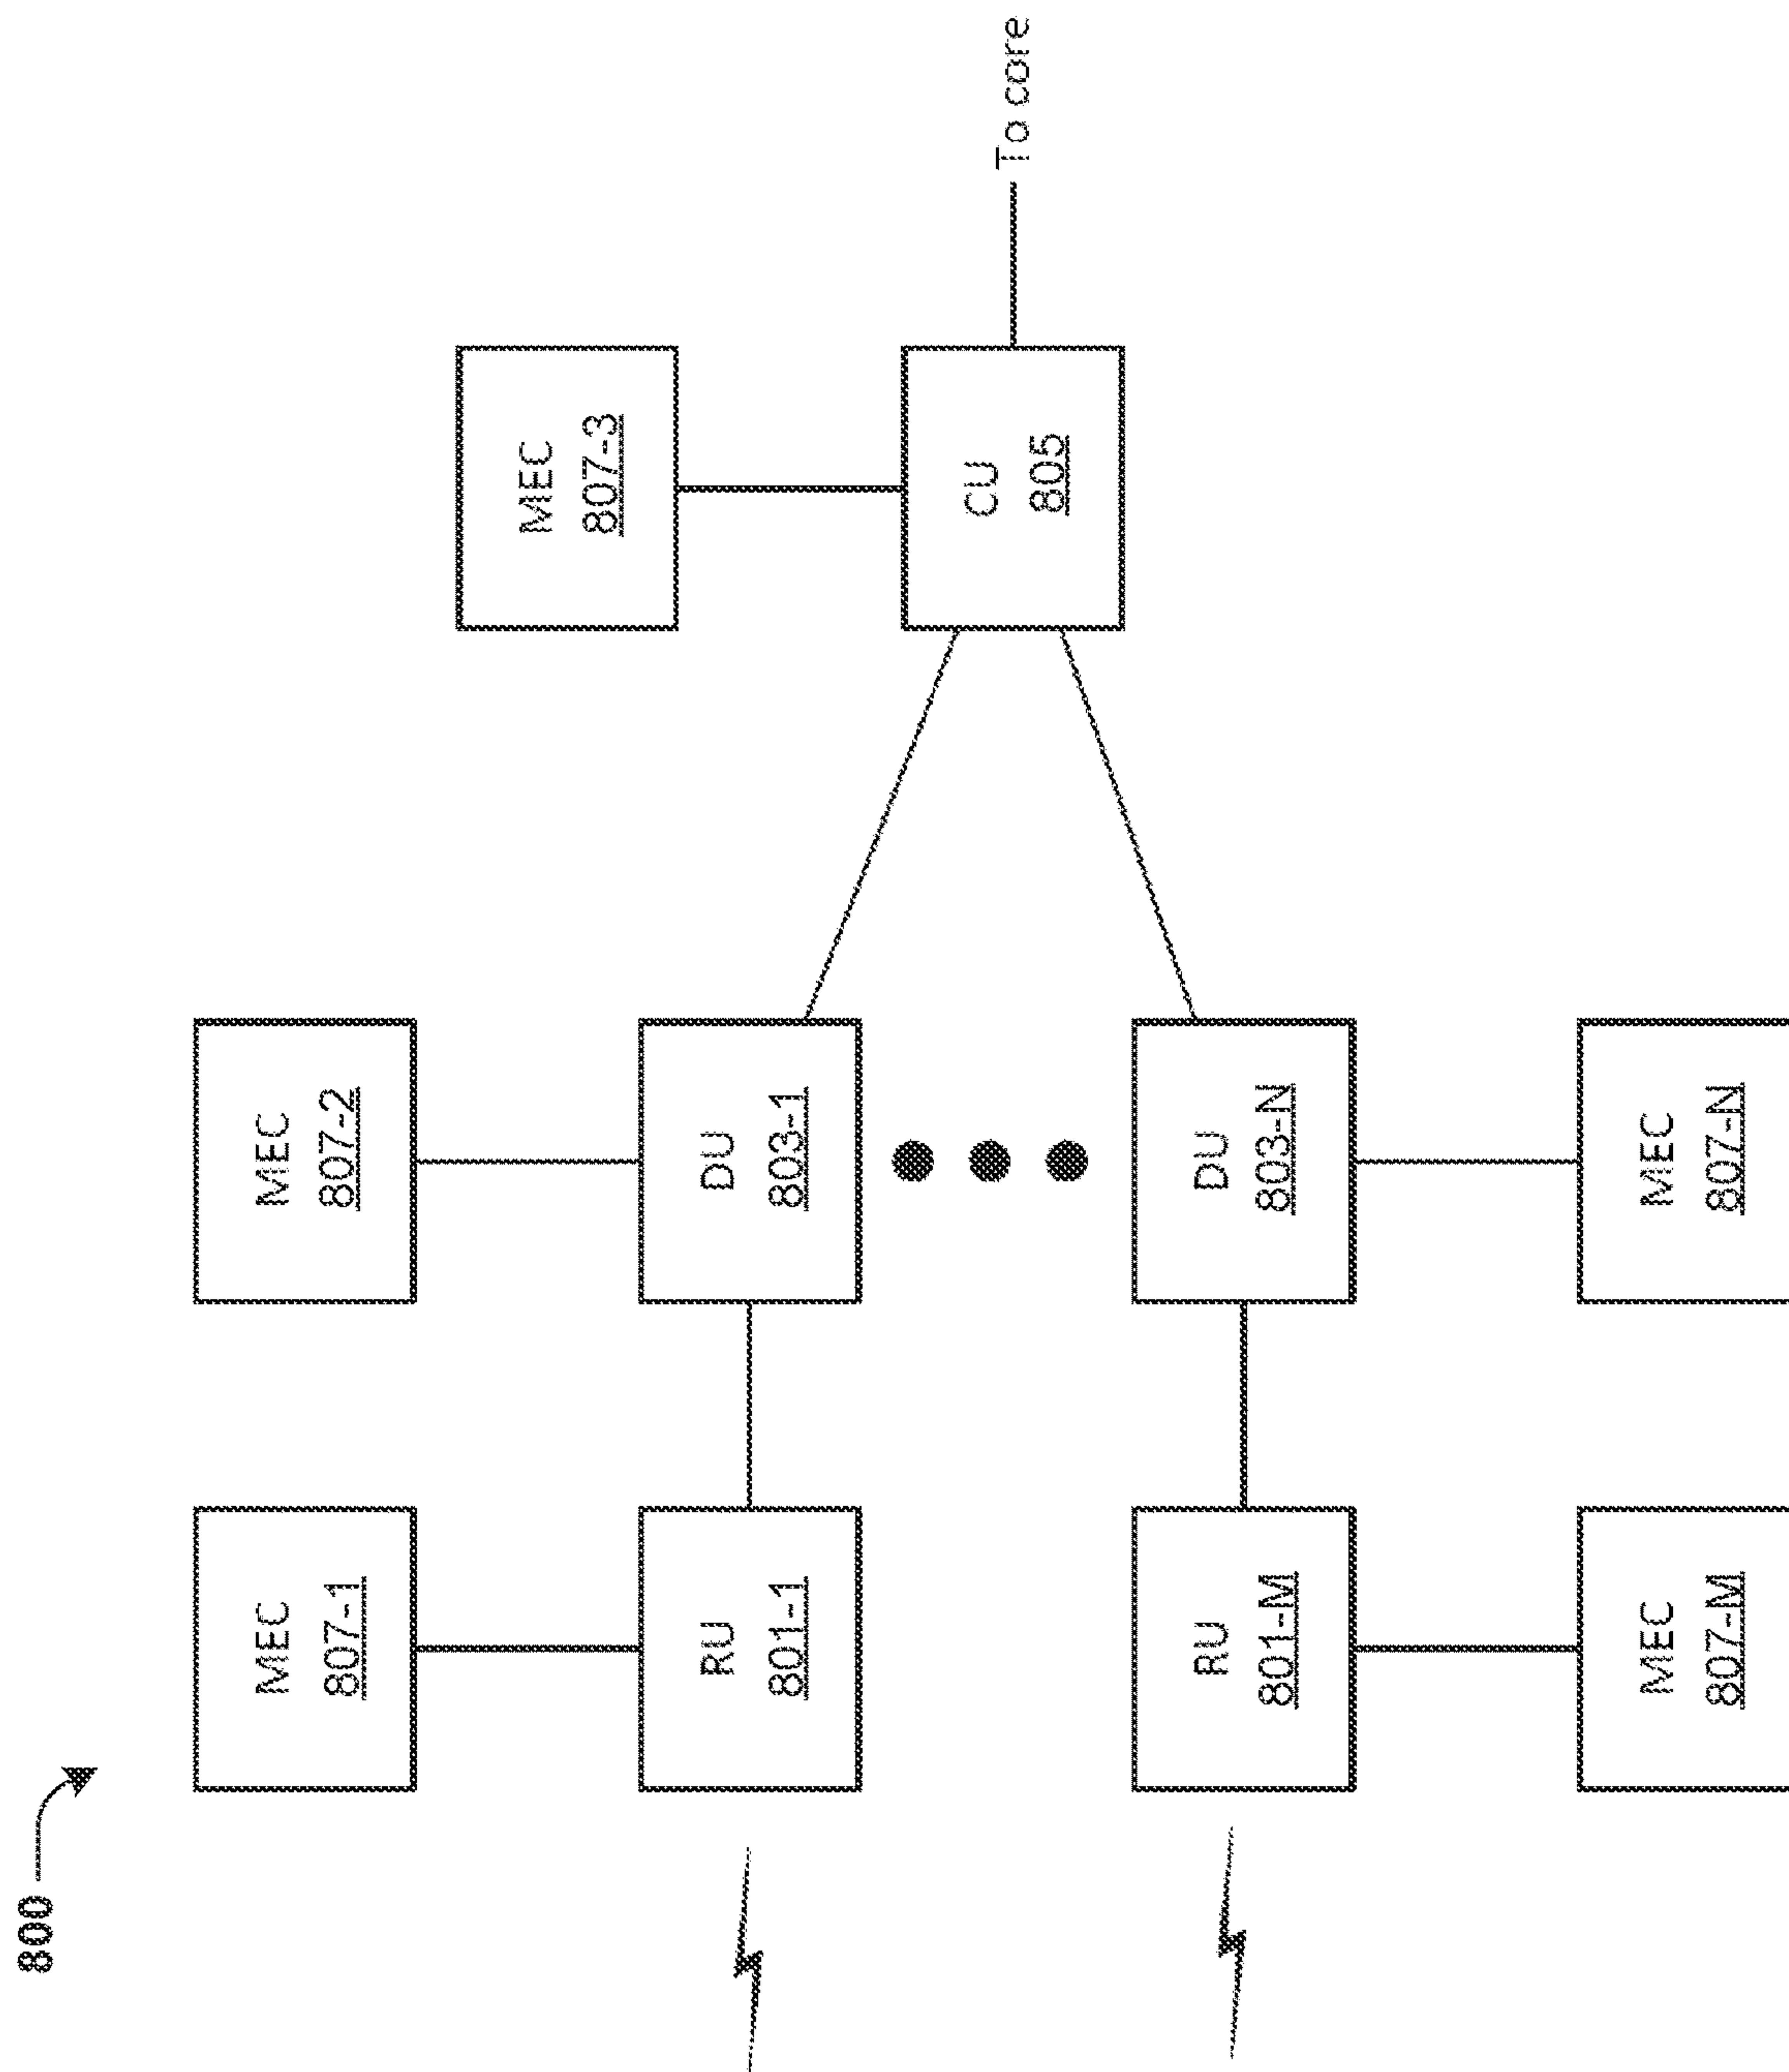 800
MEC
807-1
MEC
807-2
MEC
807-3
RU
801-1
DU
803-1
CU
805
To core
RU
801-M
DU
803-N
MEC
807-M
MEC
807-N